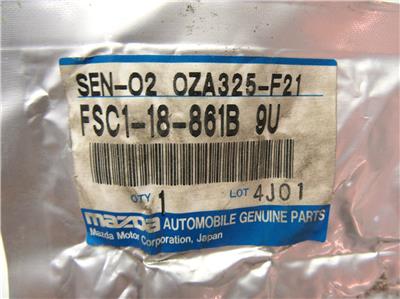 SEN-O2 OZA325-F21
FSC1-18-861B 9U
QTY 1 LOT 4J01
mazda AUTOMOBILE GENUINE PARTS
Mazda Motor Corporation, Japan